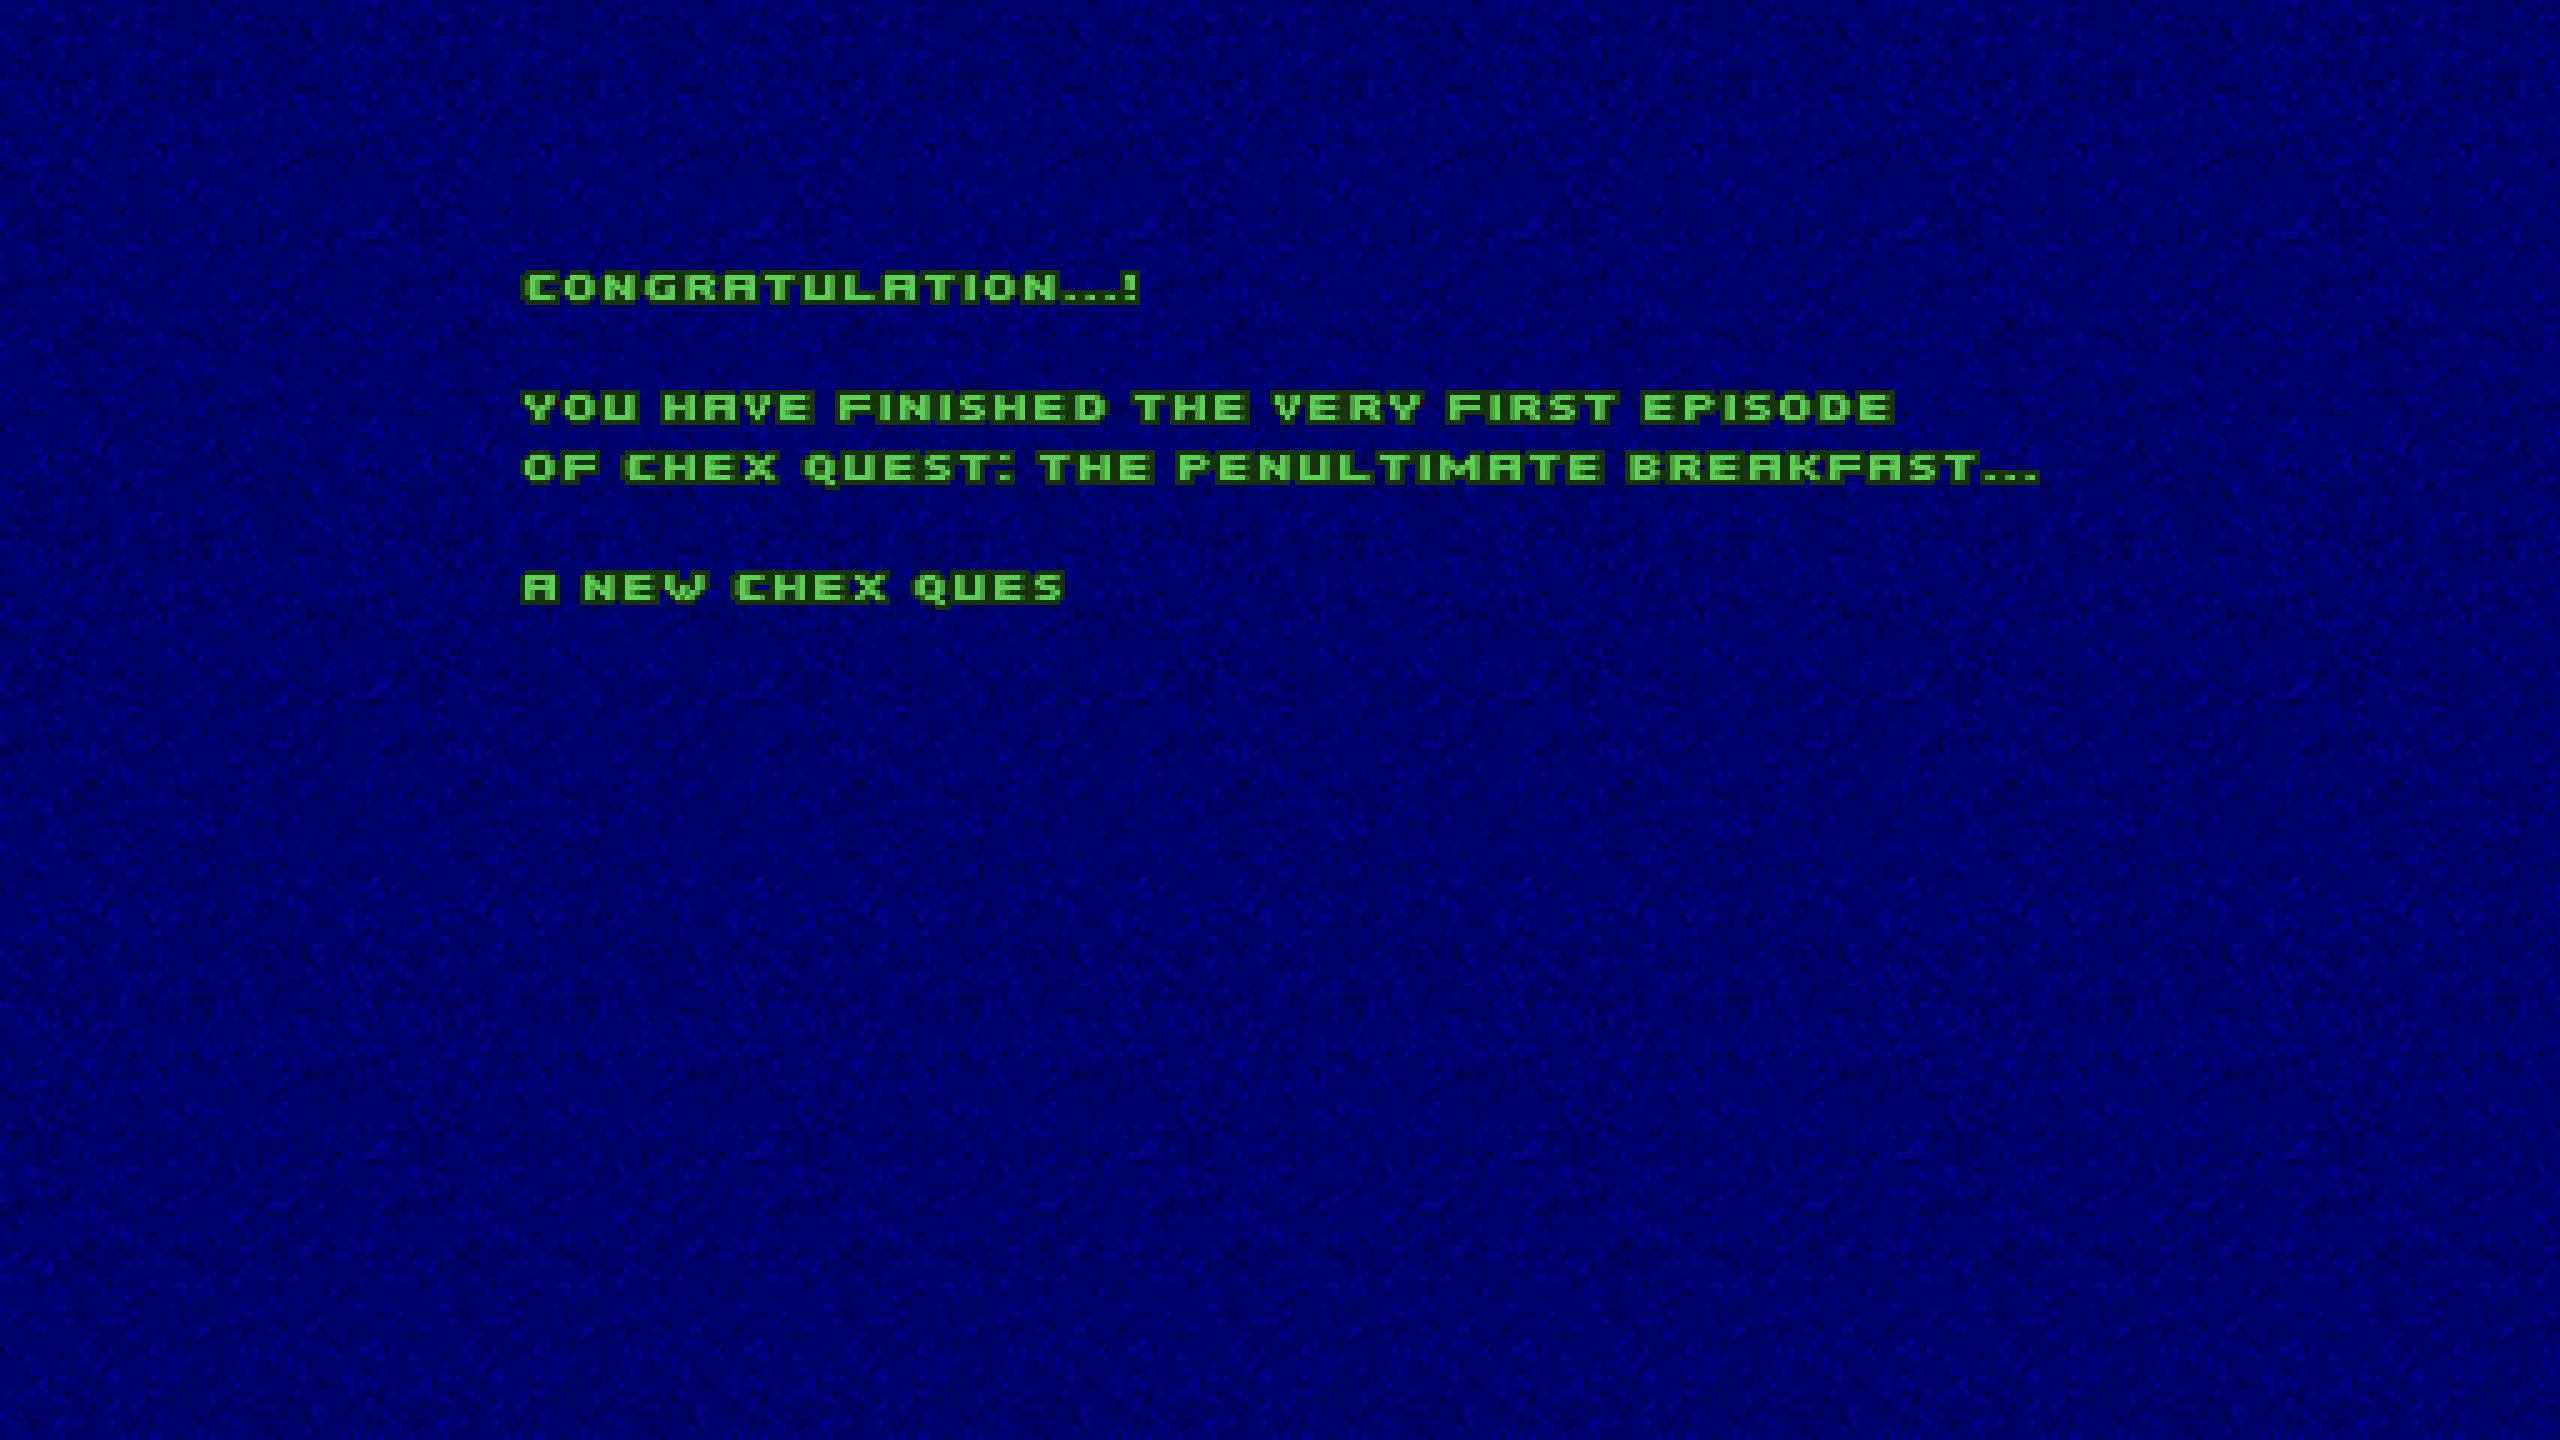 CONGRATULATION...!
YOU HAVE FINISHED THE VERY FIRST EPISODE
OF CHEX QUEST: THE PENULTIMATE BREAKFAST...
A NEW CHEX QUES